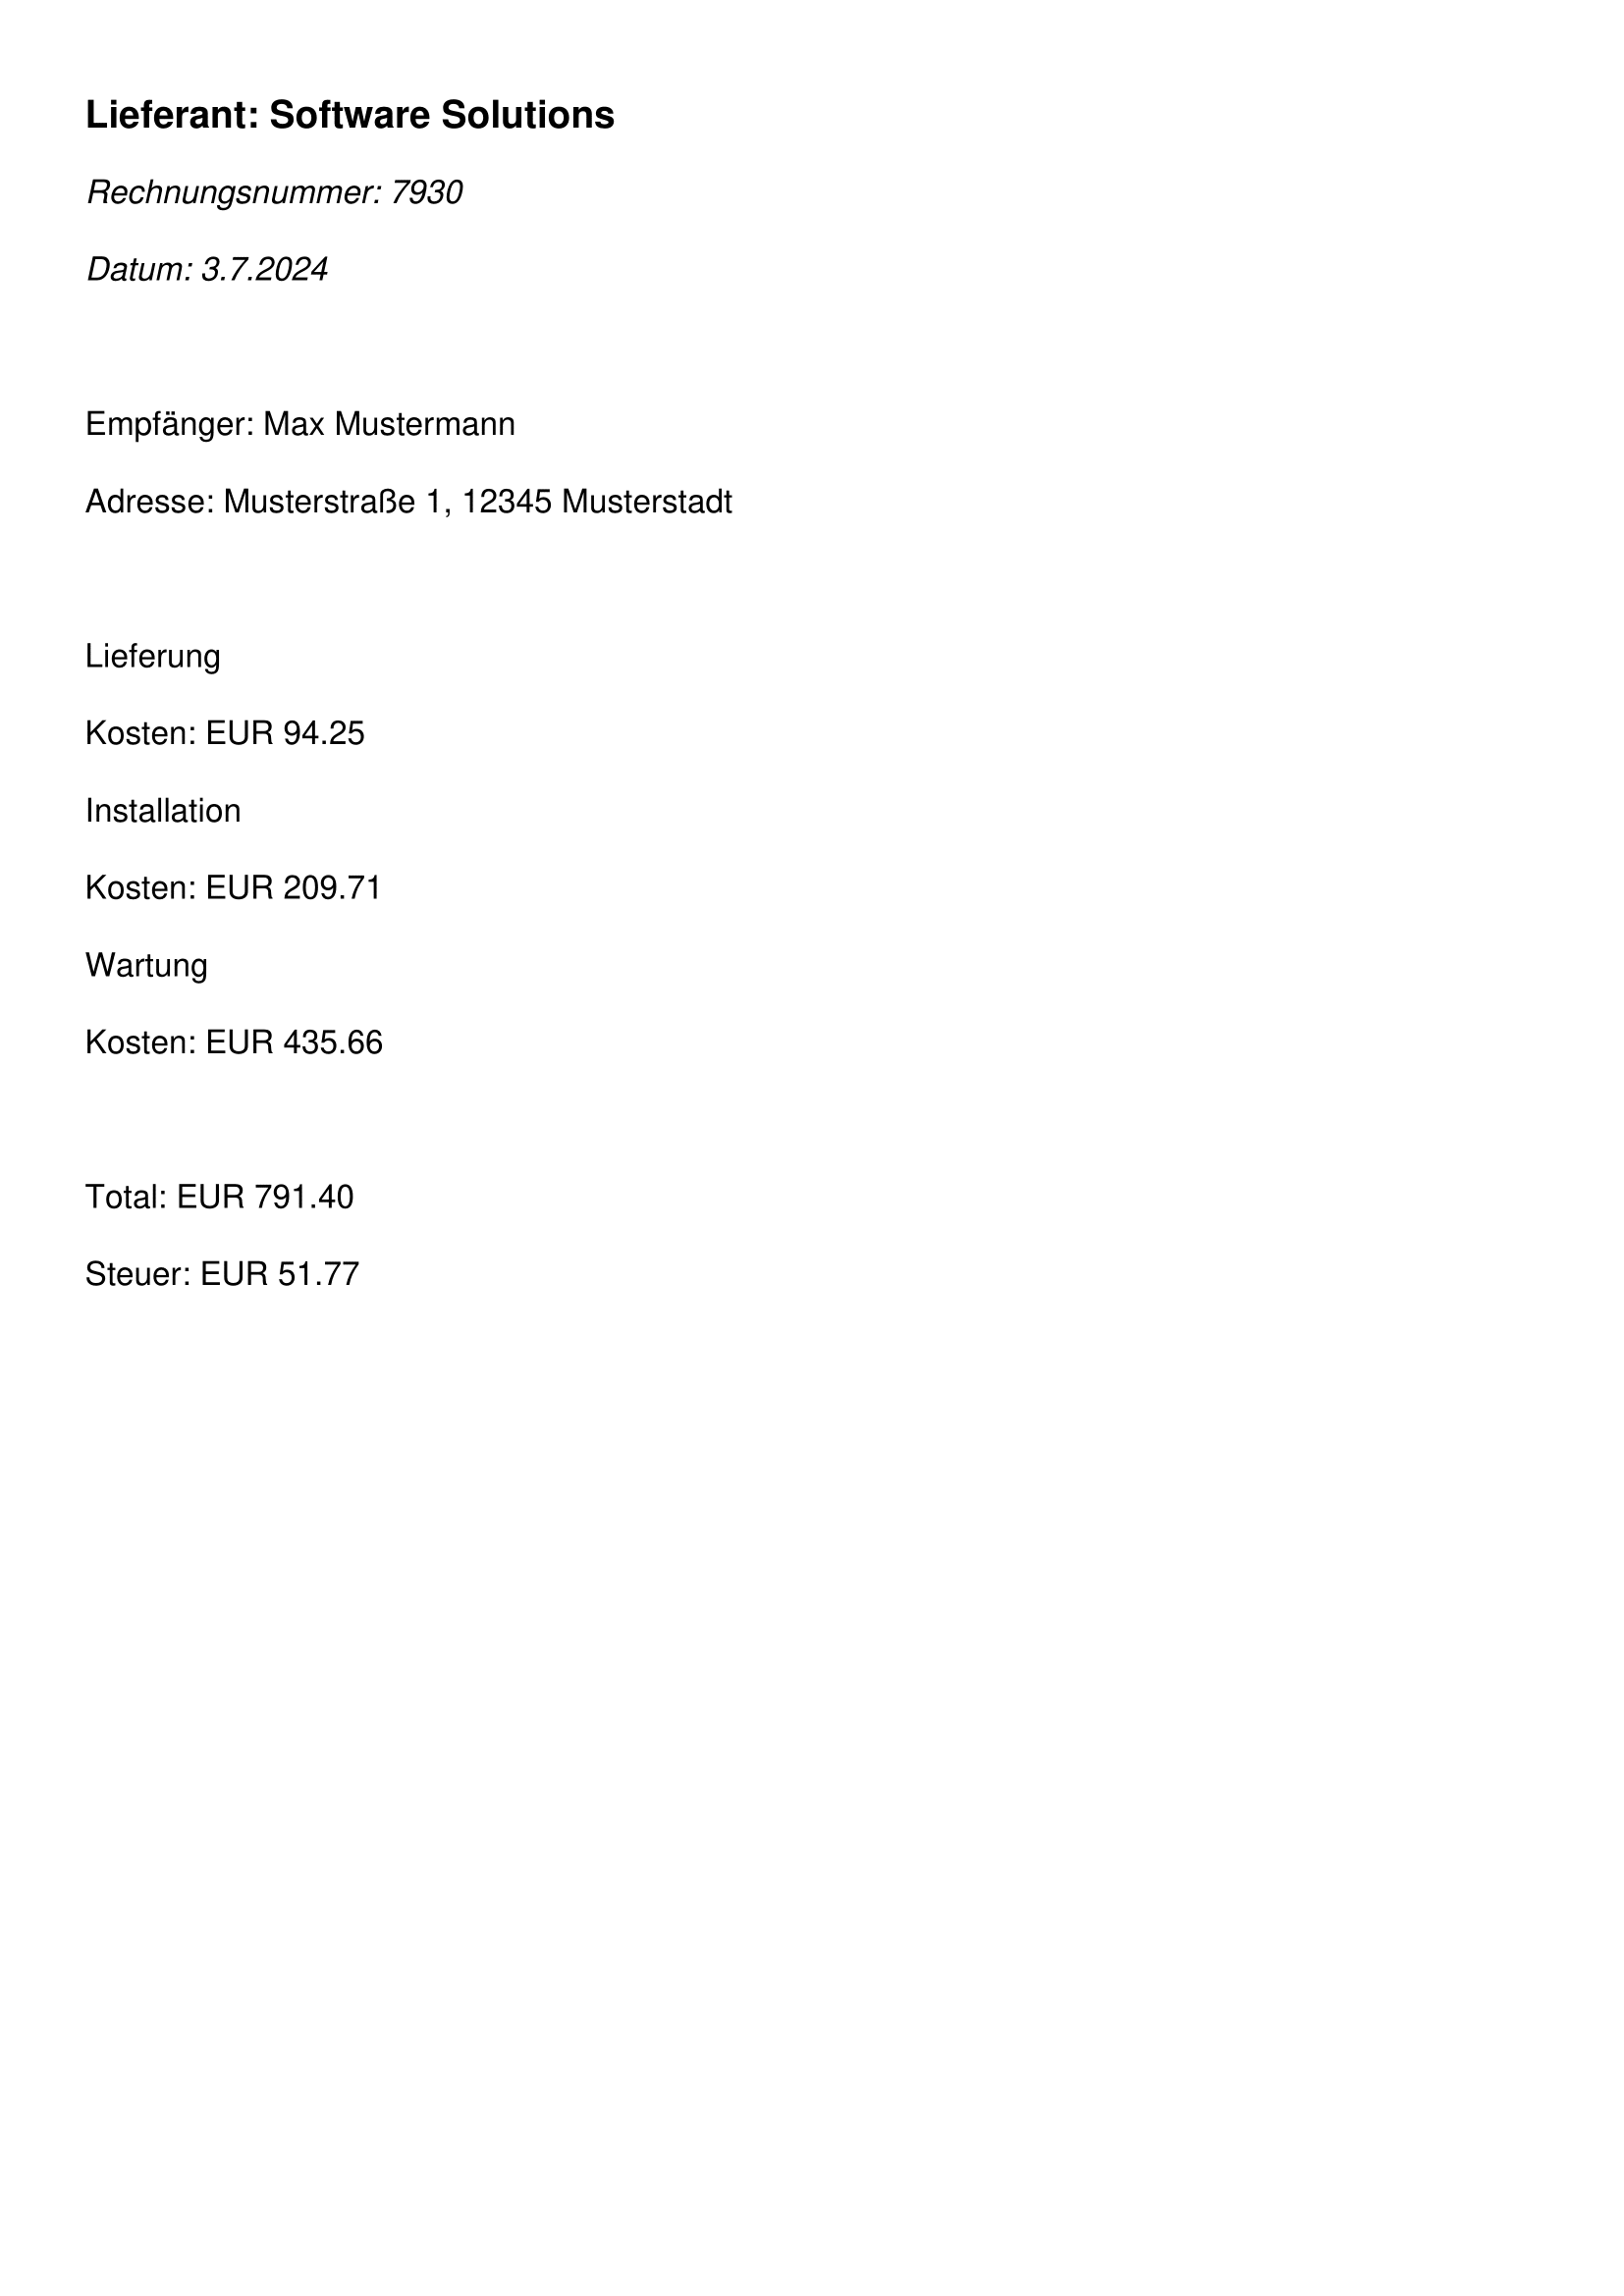 Lieferant: Software Solutions
Rechnungsnummer: 7930
Datum: 3.7.2024
Empfänger: Max Mustermann
Adresse: Musterstraße 1, 12345 Musterstadt
Lieferung
Kosten: EUR 94.25
Installation
Kosten: EUR 209.71
Wartung
Kosten: EUR 435.66
Total: EUR 791.40
Steuer: EUR 51.77